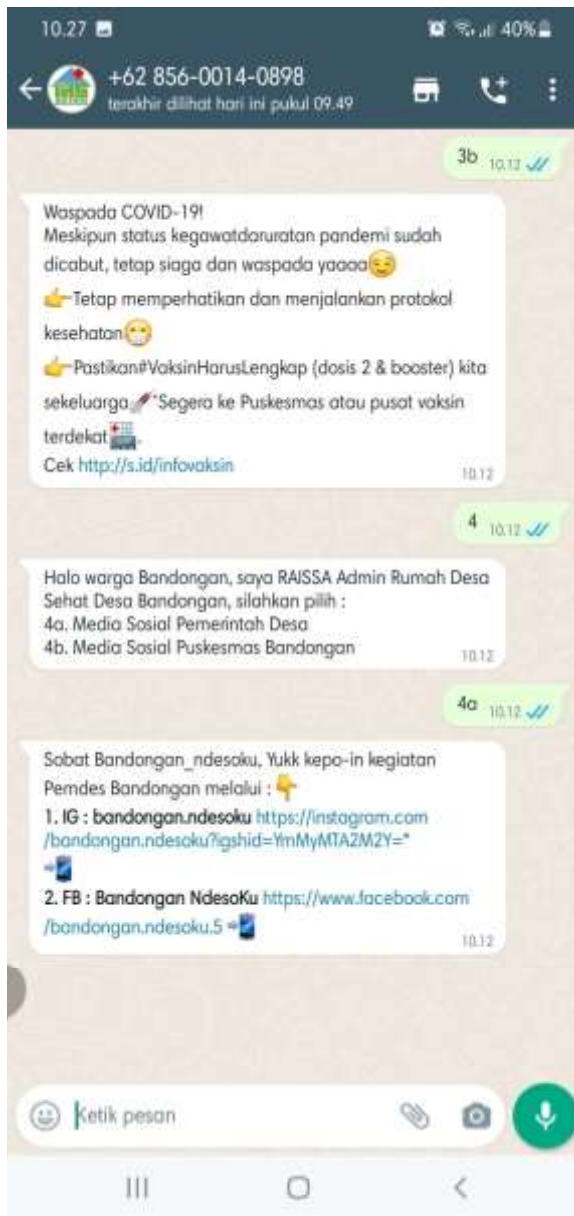 10.27
40%
+62 856-0014-0898
terakhir dilihat hari ini pukul 09.49
3b 10.12
Waspada COVID-19!
Meskipun status kegawatdaruratan pandemi sudah
dicabut, tetap siaga dan waspada yaaaa😉
👉Tetap memperhatikan dan menjalankan protokol
kesehatan😷
👉Pastikan#VaksinHarusLengkap (dosis 2 & booster) kita
sekeluarga💉*Segera ke Puskesmas atau pusat vaksin
terdekat🏥.
Cek http://s.id/infovaksin
10.12
4 10.12
Halo warga Bandongan, saya RAISSA Admin Rumah Desa
Sehat Desa Bandongan, silahkan pilih :
4a. Media Sosial Pemerintah Desa
4b. Media Sosial Puskesmas Bandongan
10.12
4a 10.12
Sobat Bandongan_ndesoku, Yukk kepo-in kegiatan
Pemdes Bandongan melalui : 👇
1. IG : bandongan.ndesoku https://instagram.com
/bandongan.ndesoku?igshid=YmMyMTA2M2Y=*
📲
2. FB : Bandongan NdesoKu https://www.facebook.com
/bandongan.ndesoku.5 📲
10.12
Ketik pesan